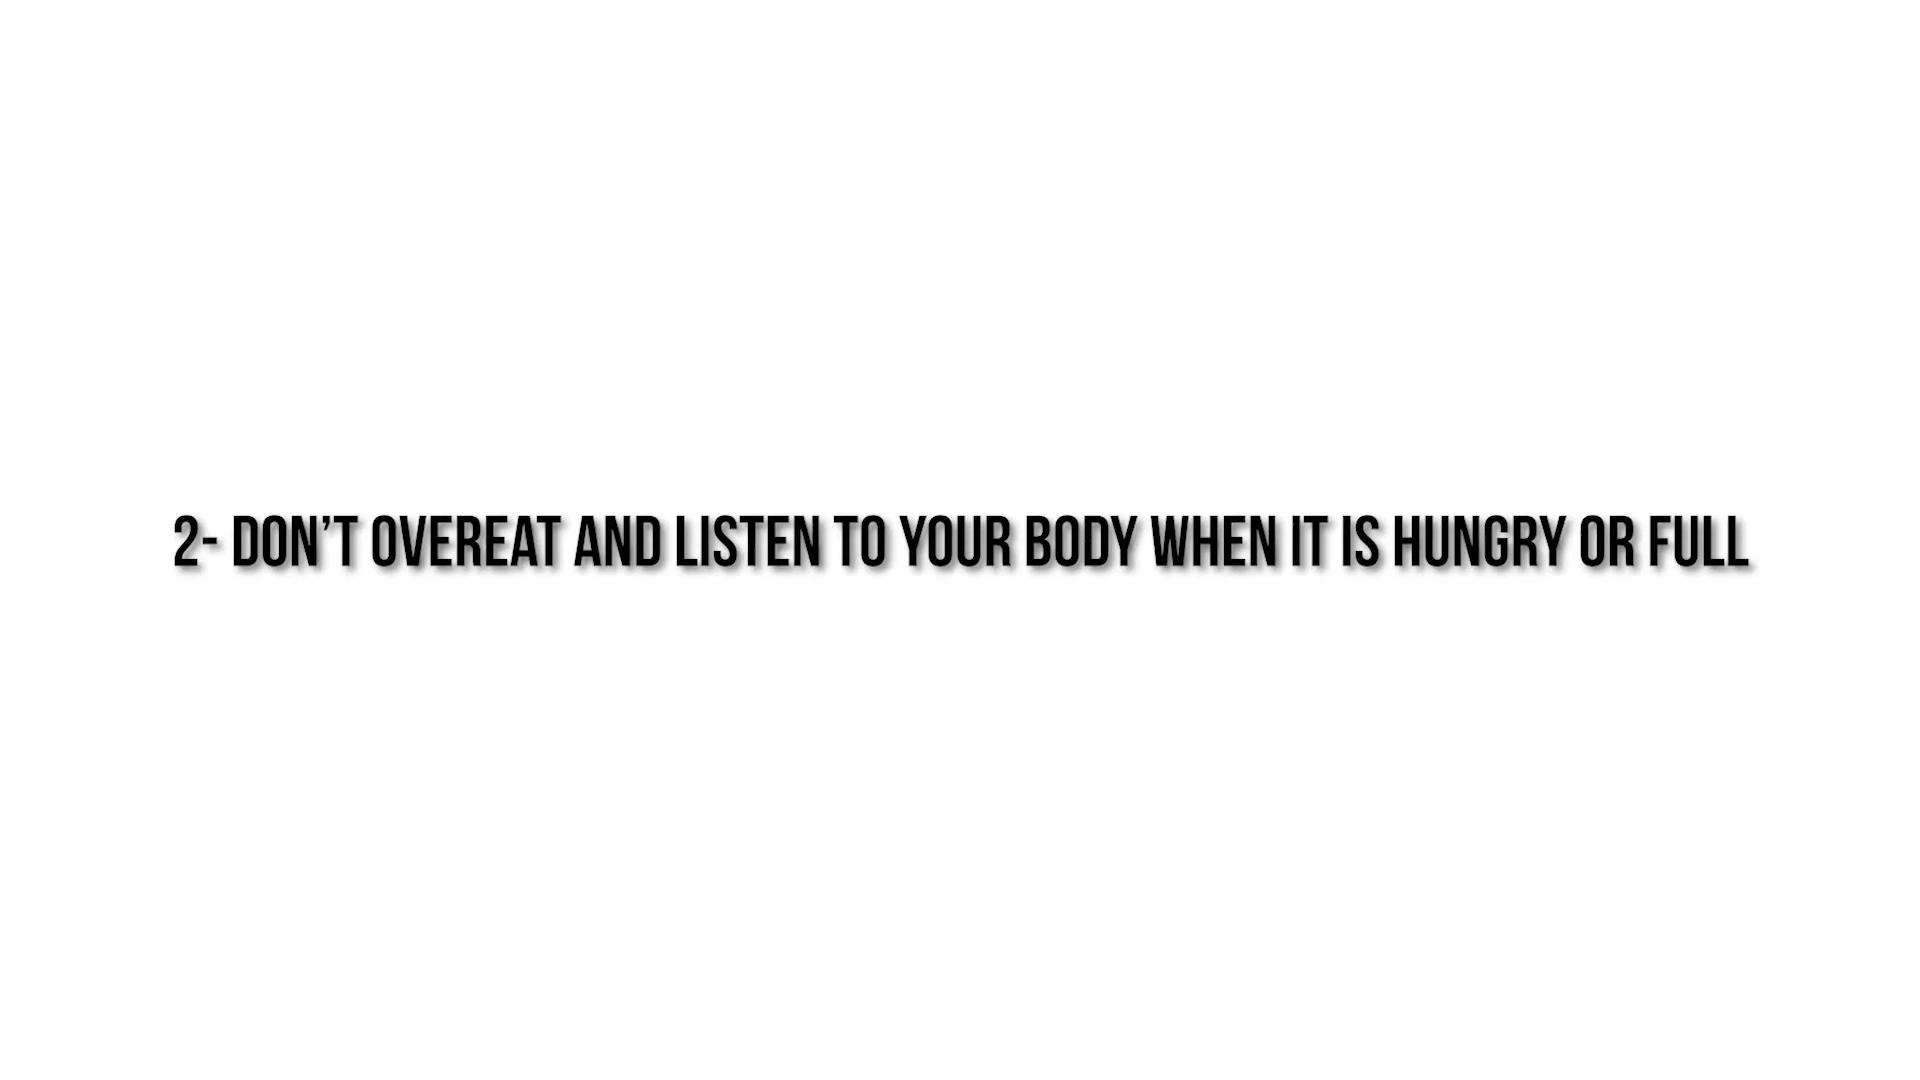 2- DON’T OVEREAT AND LISTEN TO YOUR BODY WHEN IT IS HUNGRY OR FULL